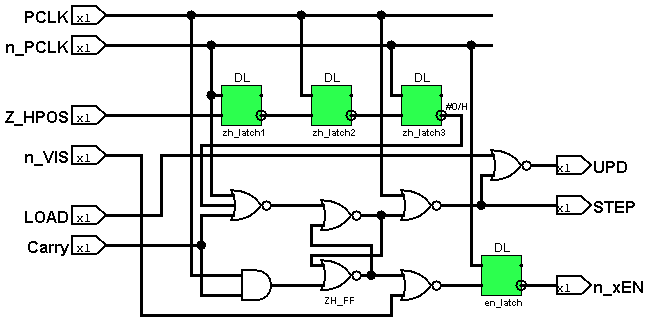 PCLK x1
n_PCLK x1
DL DL DL
#0/H
Z_HPOS x1
zh_latch1 zh_latch2 zh_latch3
n_VIS x1
x1 UPD
LOAD x1
x1 STEP
Carry x1
DL
x1 n_xEN
ZH_FF en_latch